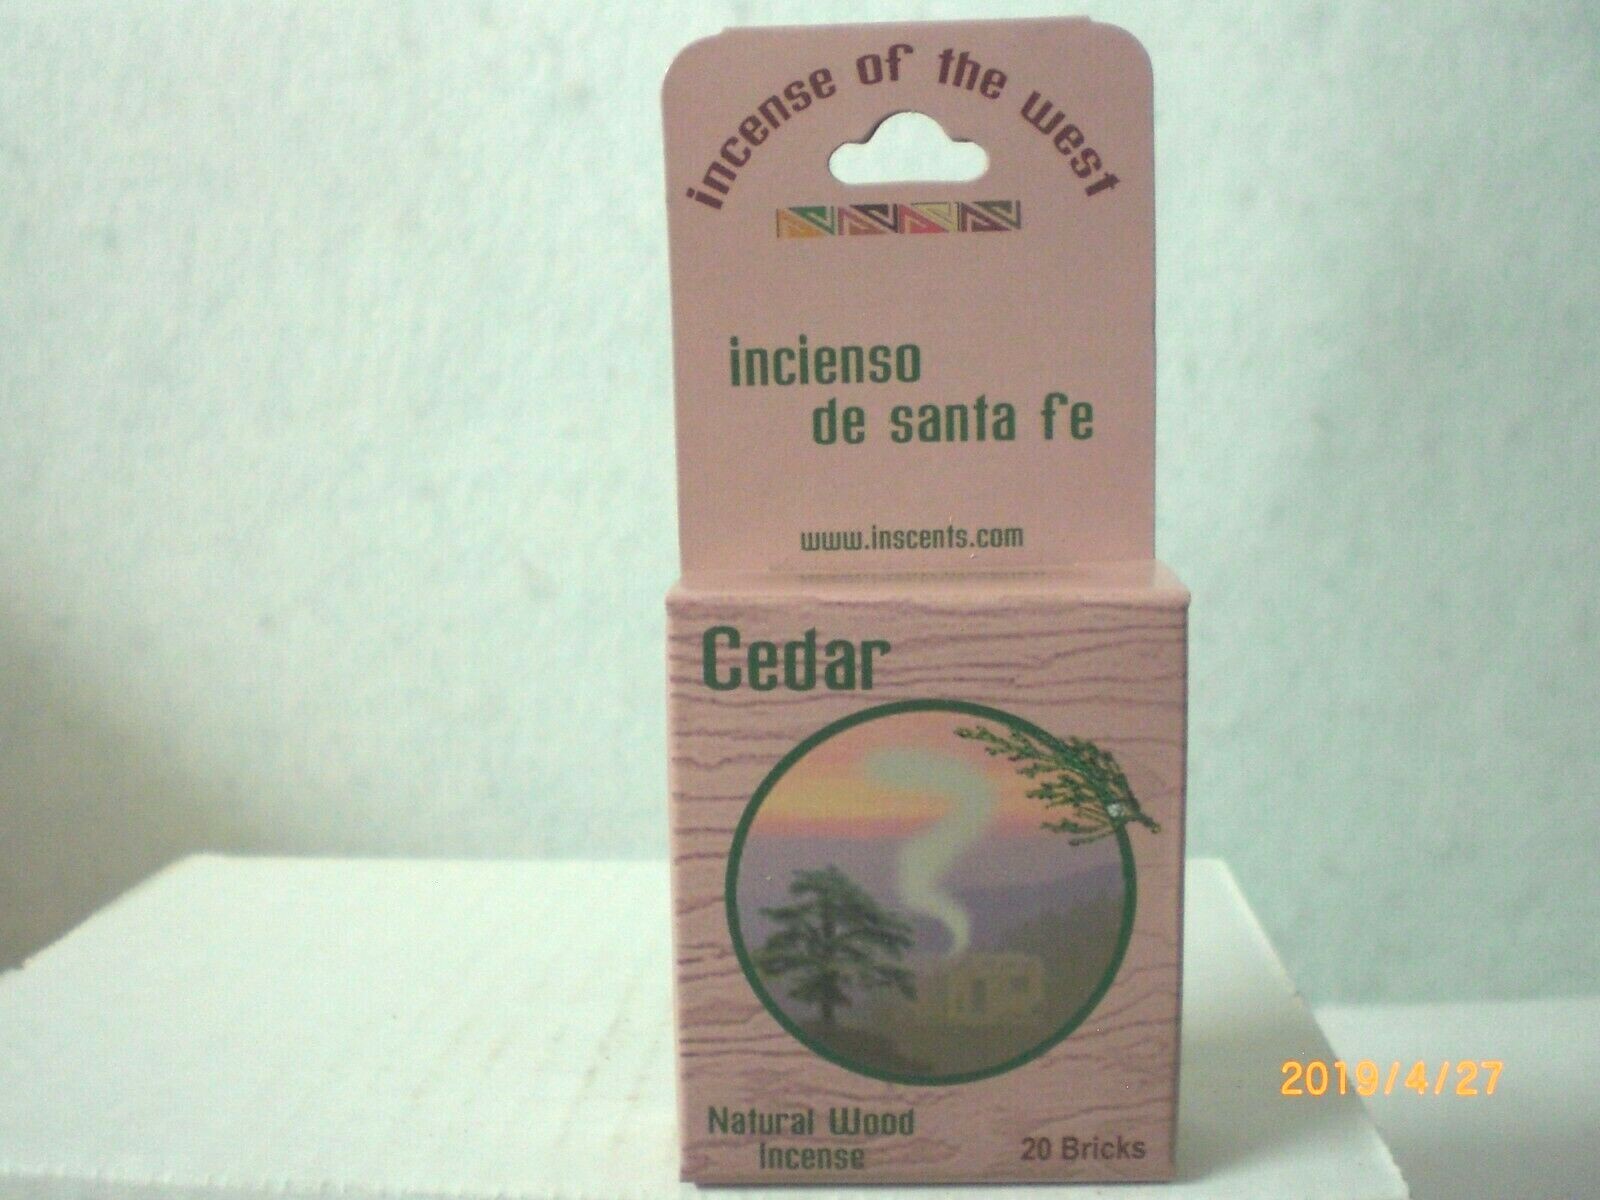 incense of the west
incienso
de santa fe
www.inscents.com
Cedar
Natural Wood
Incense
20 Bricks
2019/4/27